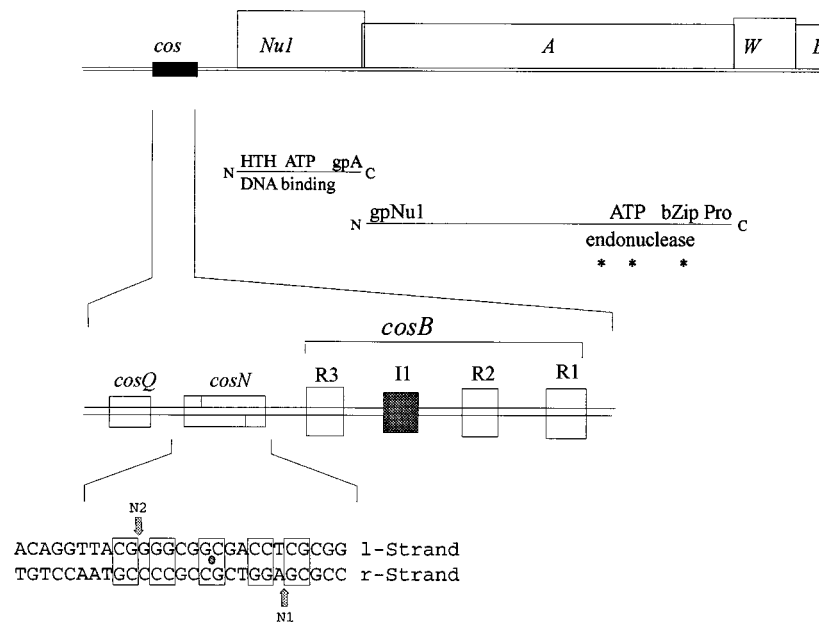 cos Nu1 A W B
HTH ATP gpA
N C
DNA binding
gpNu1 ATP bZip Pro
N C
endonuclease
* * *
cosB
cosQ cosN R3 I1 R2 R1
N2
ACAGGTTACGGGGCGGCGACCTCGCGG l-Strand
TGTCCAATGCCCCGCCGCTGGAGCGCC r-Strand
N1